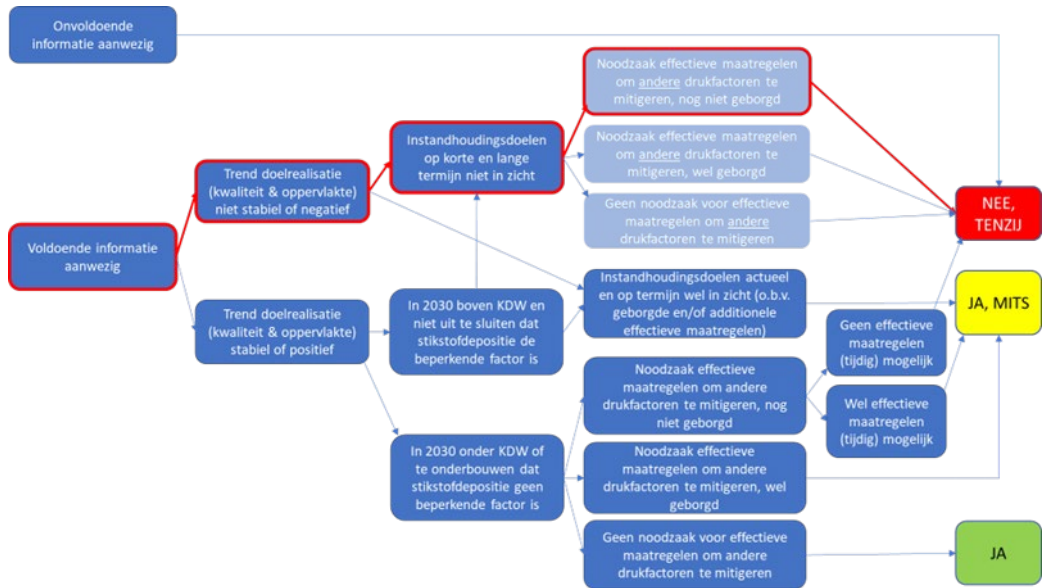 Onvoldoende
informatie aanwezig
Noodzaak effectieve maatregelen
om andere drukfactoren te
mitigeren, nog niet geborgd
Instandhoudingsdoelen
op korte en lange
termijn niet in zicht
Noodzaak effectieve maatregelen
om andere drukfactoren te
mitigeren, wel geborgd
Trend doelrealisatie
(kwaliteit & oppervlakte)
niet stabiel of negatief
Geen noodzaak voor effectieve
maatregelen om andere
drukfactoren te mitigeren
NEE,
TENZIJ
Voldoende informatie
aanwezig
Instandhoudingsdoelen actueel
en op termijn wel in zicht (o.b.v.
geborgde en/of additionele
effectieve maatregelen)
JA, MITS
Trend doelrealisatie
(kwaliteit & oppervlakte)
stabiel of positief
In 2030 boven KDW en
niet uit te sluiten dat
stikstofdepositie de
beperkende factor is
Geen effectieve
maatregelen
(tijdig) mogelijk
Noodzaak effectieve
maatregelen om andere
drukfactoren te mitigeren, nog
niet geborgd
Wel effectieve
maatregelen
(tijdig) mogelijk
In 2030 onder KDW of
te onderbouwen dat
stikstofdepositie geen
beperkende factor is
Noodzaak effectieve
maatregelen om andere
drukfactoren te mitigeren, wel
geborgd
Geen noodzaak voor effectieve
maatregelen om andere
drukfactoren te mitigeren
JA